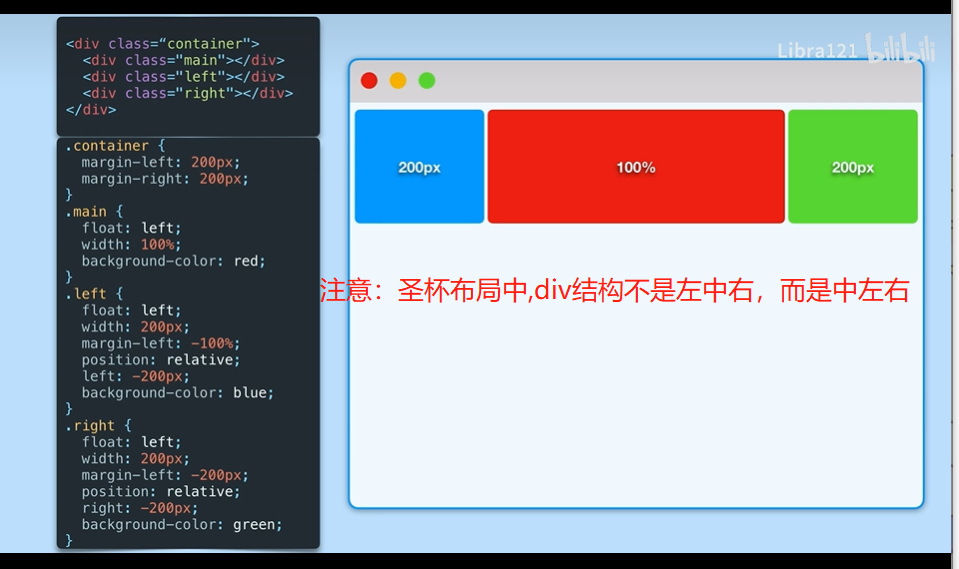 <div class=“container">
<div class="main"></div>
<div class="left"></div>
<div class="right"></div>
</div>
.container {
margin-left: 200px;
margin-right: 200px;
}
.main {
float: left;
width: 100%;
background-color: red;
}
.left {
float: left;
width: 200px;
margin-left: -100%;
position: relative;
left: -200px;
background-color: blue;
}
.right {
float: left;
width: 200px;
margin-left: -200px;
position: relative;
right: -200px;
background-color: green;
}
Libra121 bilibili
200px 100% 200px
注意：圣杯布局中,div结构不是左中右，而是中左右